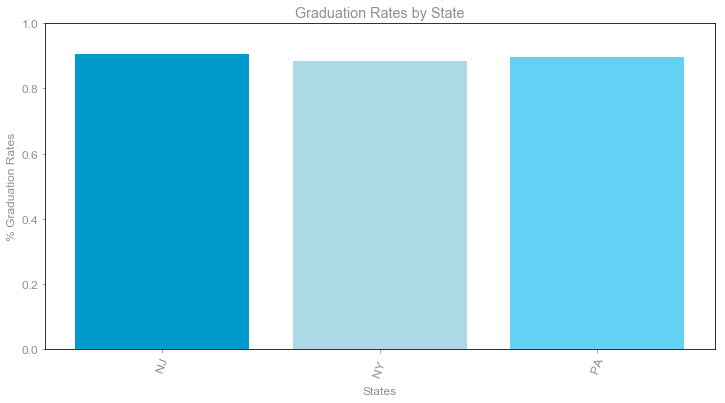 Graduation Rates by State
1.0
0.8
0.6
0.4
0.2
0.0
% Graduation Rates
NJ
NY
PA
States